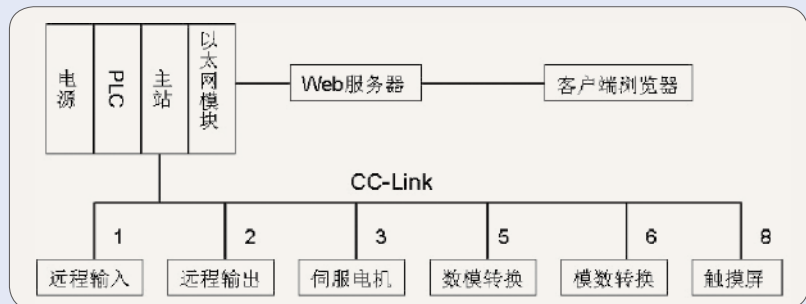 电源
PLC
主站
以太网模块
Web服务器
客户端浏览器
CC-Link
1
2
3
5
6
8
远程输入
远程输出
伺服电机
数模转换
模数转换
触摸屏